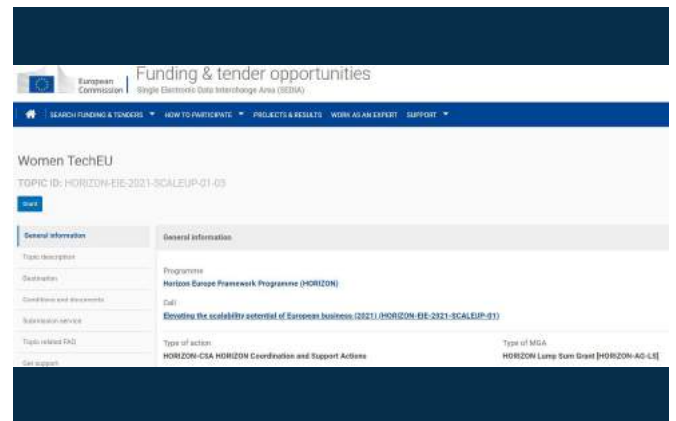 European
Commission
Funding & tender opportunities
Single Electronic Data Interchange Area (SEDIA)
SEARCH FUNDING & TENDERS
HOW TO PARTICIPATE
PROJECTS & RESULTS
WORK AS AN EXPERT
SUPPORT
Women TechEU
TOPIC ID: HORIZON-EIE-2021-SCALEUP-01-03
Grant
General information
Topic description
Destination
Conditions and documents
Submission service
Topic related FAQ
Get support
General information
Programme
Horizon Europe Framework Programme (HORIZON)
Call
Elevating the scalability potential of European business (2021) (HORIZON-EIE-2021-SCALEUP-01)
Type of action
HORIZON-CSA HORIZON Coordination and Support Actions
Type of MGA
HORIZON Lump Sum Grant [HORIZON-AG-LS]